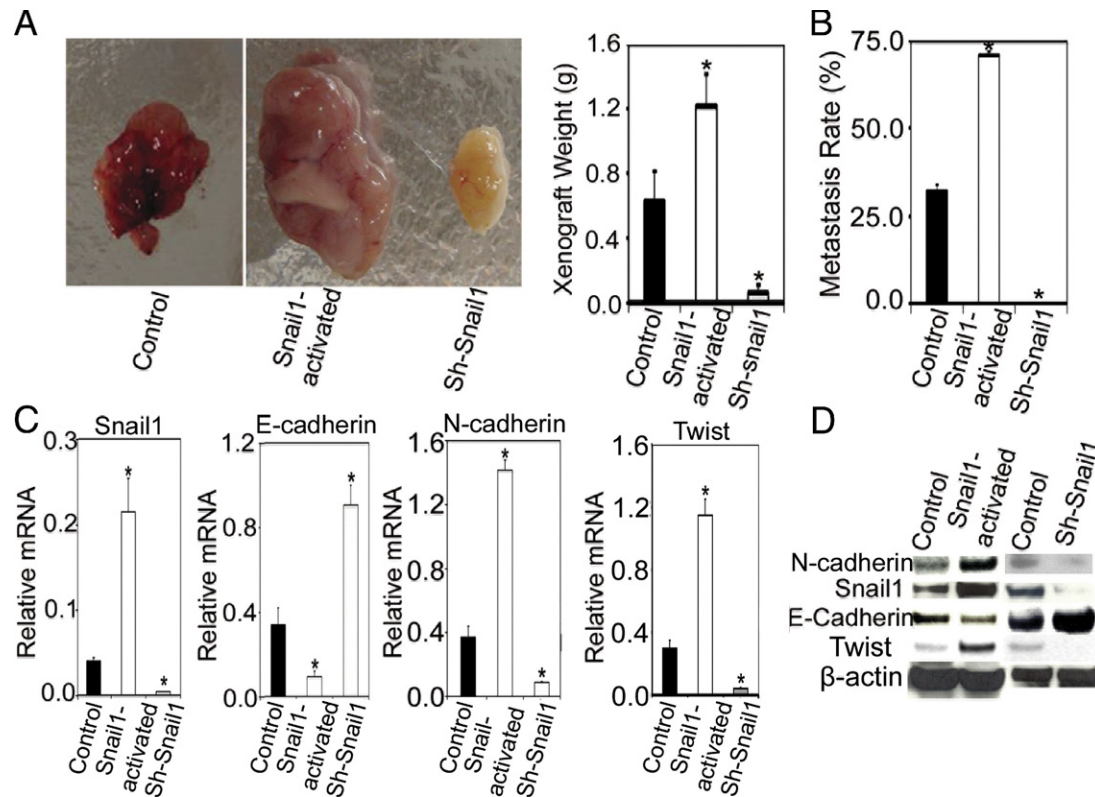 A
Xenograft Weight (g)
1.6
1.2
0.8
0.4
0.0
*
*
Control
Snail1-
activated
Sh-Snail1
Control
Snail1-
activated
Sh-snail1
B
Metastasis Rate (%)
75.0
50.0
25.0
0.0
*
*
Control
Snail1-
activated
Sh-Snail1
C
Snail1
Relative mRNA
0.3
0.2
0.1
0.0
*
*
Control
Snail1-
activated
Sh-Snail1
E-cadherin
Relative mRNA
1.2
0.8
0.4
0.0
*
*
Control
Snail1-
activated
Sh-Snail1
N-cadherin
Relative mRNA
1.6
1.2
0.8
0.4
0.0
*
*
Control
Snail-
activated
Sh-Snail1
Twist
Relative mRNA
1.6
1.2
0.8
0.4
0.0
*
*
Control
Snail1-
activated
Sh-Snail1
D
Control
Snail1-
activated
Control
Sh-Snail1
N-cadherin
Snail1
E-Cadherin
Twist
β-actin